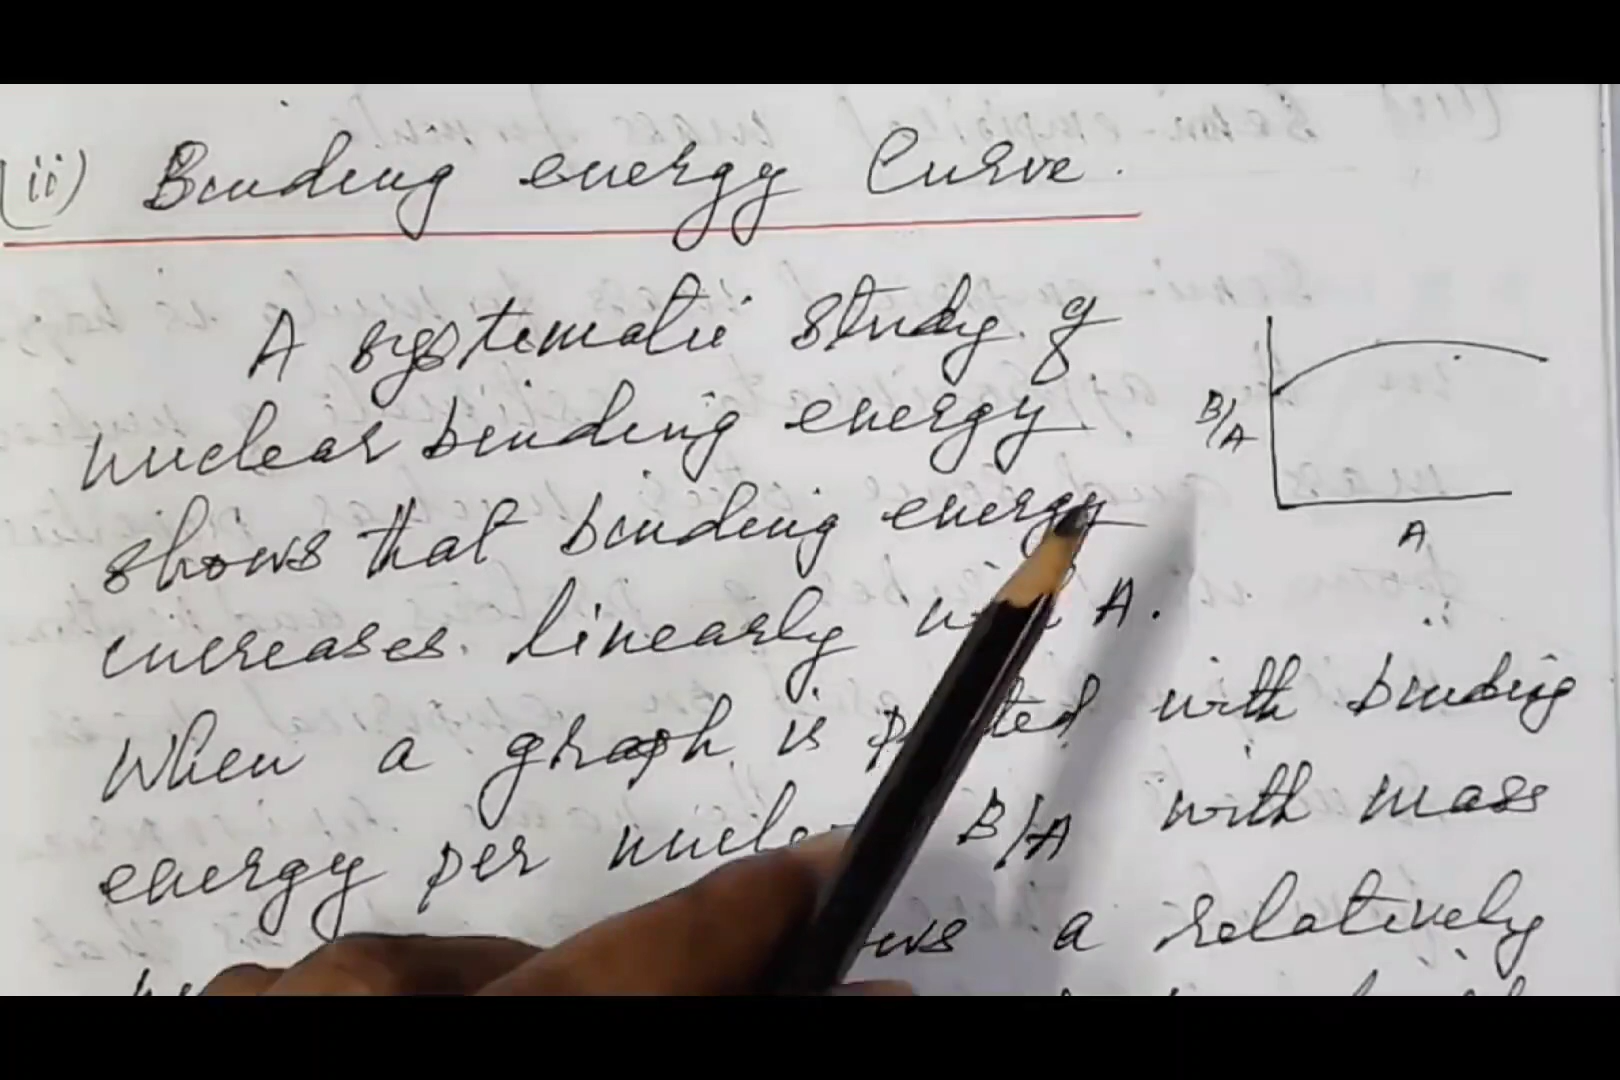 (ii) Binding energy Curve.
A systematic study of
nuclear binding energy
shows that binding energy
increases linearly A.
When a graph is with binding
energy per B/A with mass
a relatively
B/A
A